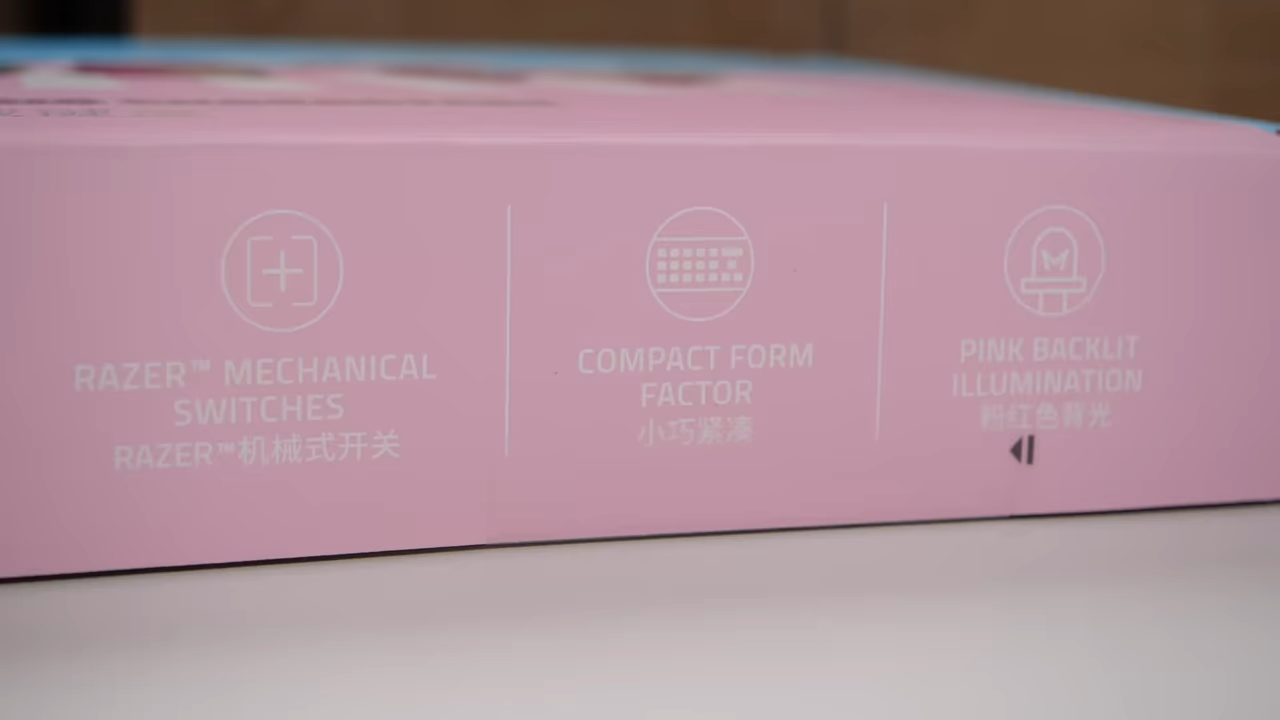 RAZER™ MECHANICAL
SWITCHES
RAZER™机械式开关
COMPACT FORM
FACTOR
小巧紧凑
PINK BACKLIT
ILLUMINATION
粉红色背光